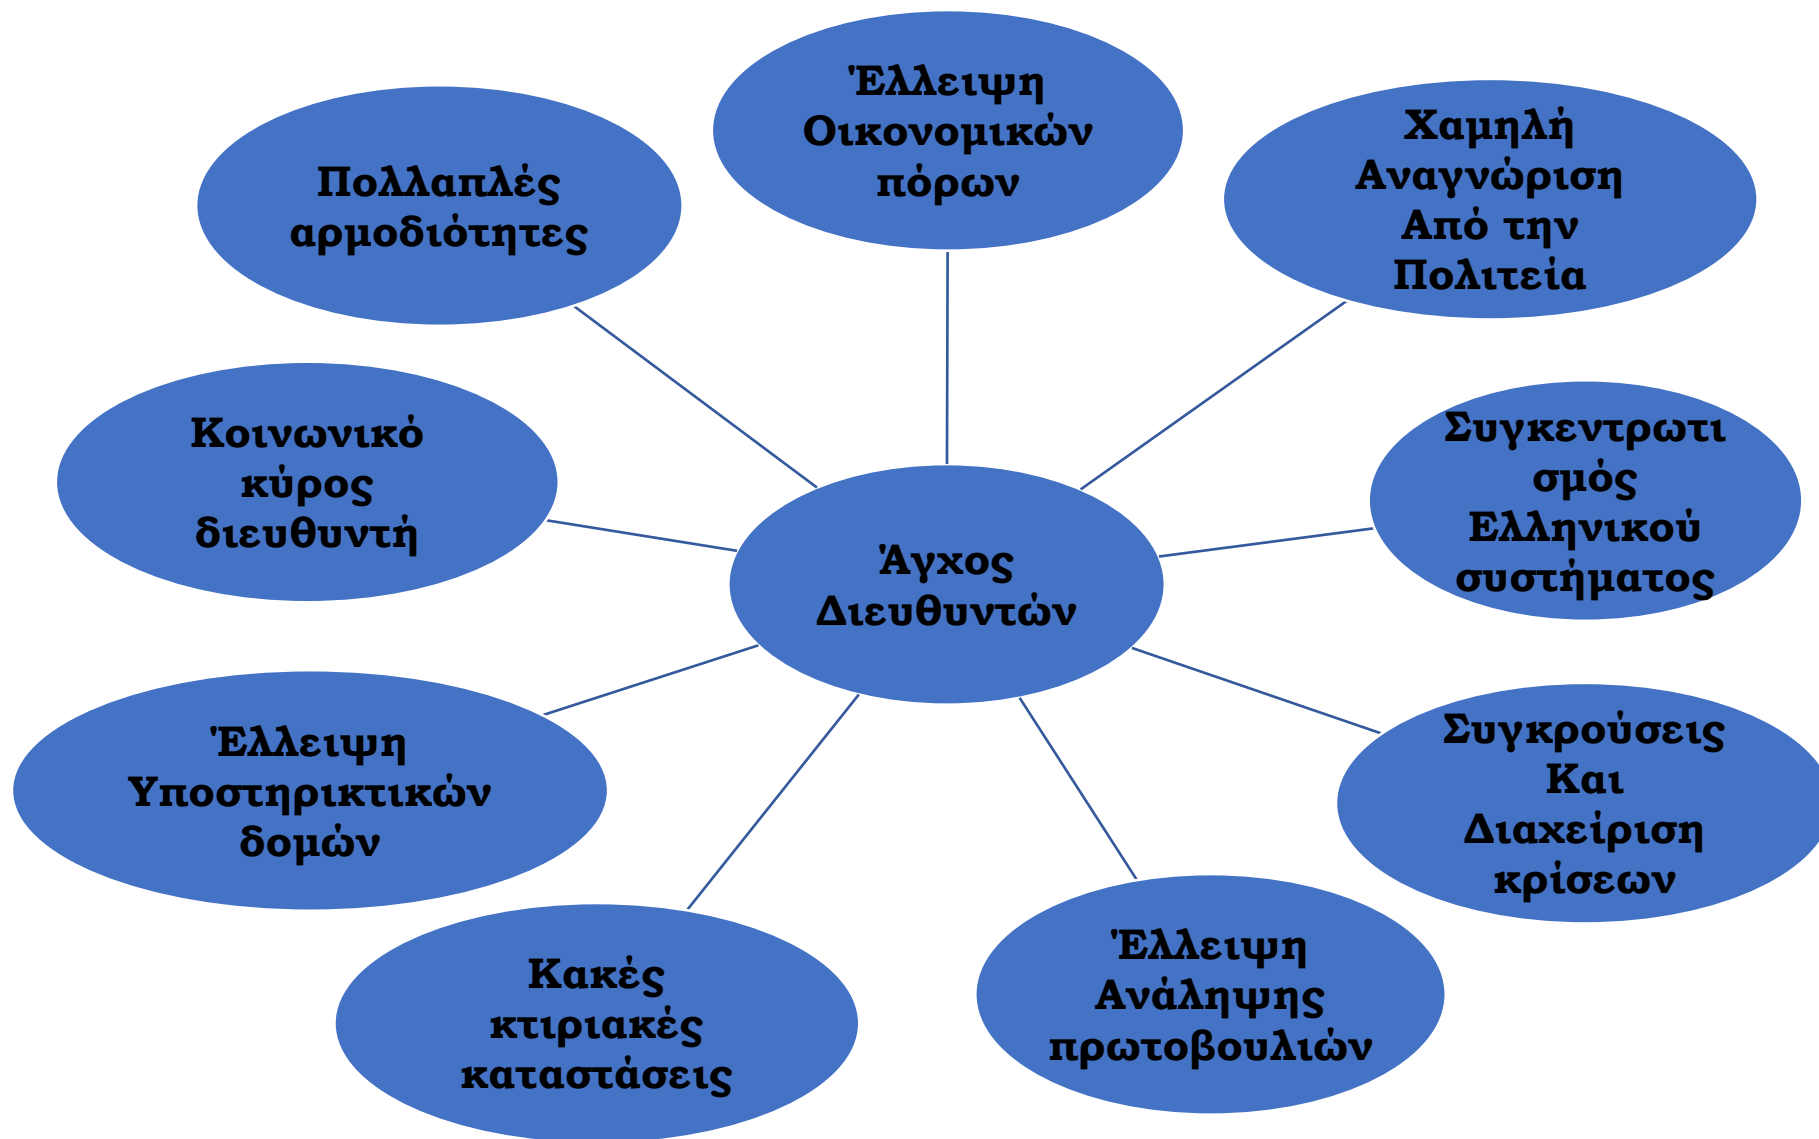 Έλλειψη
Οικονομικών
πόρων
Χαμηλή
Αναγνώριση
Από την
Πολιτεία
Πολλαπλές
αρμοδιότητες
Κοινωνικό
κύρος
διευθυντή
Συγκεντρωτι
σμός
Ελληνικού
συστήματος
Άγχος
Διευθυντών
Έλλειψη
Υποστηρικτικών
δομών
Συγκρούσεις
Και
Διαχείριση
κρίσεων
Κακές
κτιριακές
καταστάσεις
Έλλειψη
Ανάληψης
πρωτοβουλιών